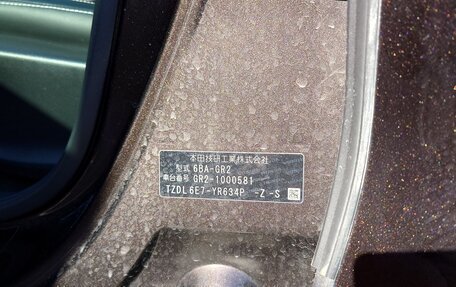 本田技研工業株式会社
型式 6BA-GR2
車台番号 GR2-1000581
TZDL6E7-YR634P -Z -S